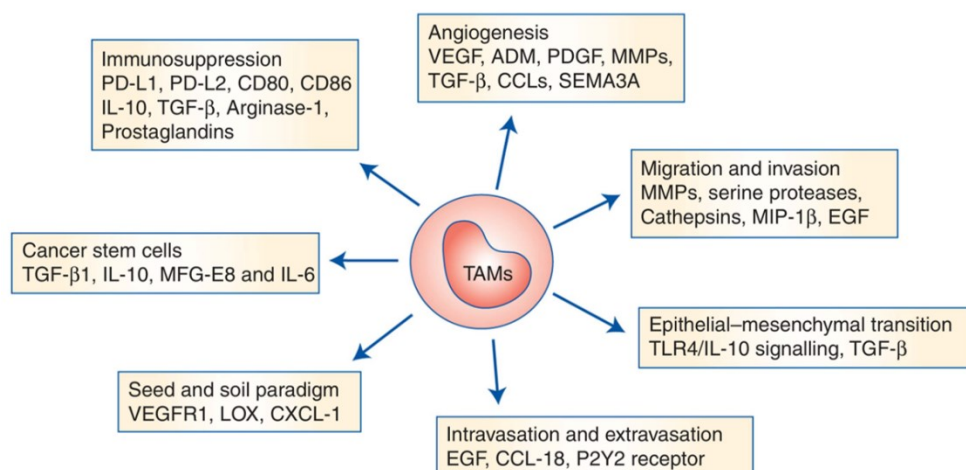 Angiogenesis
VEGF, ADM, PDGF, MMPs,
TGF-β, CCLs, SEMA3A
Immunosuppression
PD-L1, PD-L2, CD80, CD86
IL-10, TGF-β, Arginase-1,
Prostaglandins
Migration and invasion
MMPs, serine proteases,
Cathepsins, MIP-1β, EGF
Cancer stem cells
TGF-β1, IL-10, MFG-E8 and IL-6
TAMs
Epithelial–mesenchymal transition
TLR4/IL-10 signalling, TGF-β
Seed and soil paradigm
VEGFR1, LOX, CXCL-1
Intravasation and extravasation
EGF, CCL-18, P2Y2 receptor